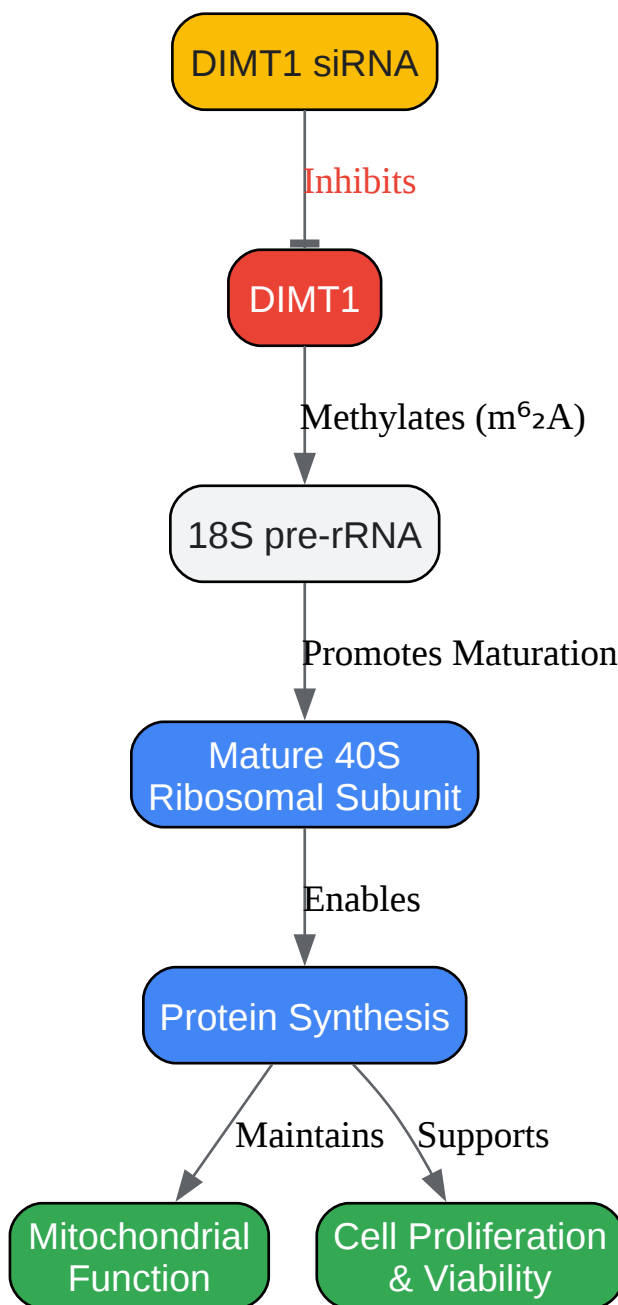 DIMT1 siRNA
Inhibits
DIMT1
Methylates (m⁶₂A)
18S pre-rRNA
Promotes Maturation
Mature 40S
Ribosomal Subunit
Enables
Protein Synthesis
Maintains
Supports
Mitochondrial
Function
Cell Proliferation
& Viability